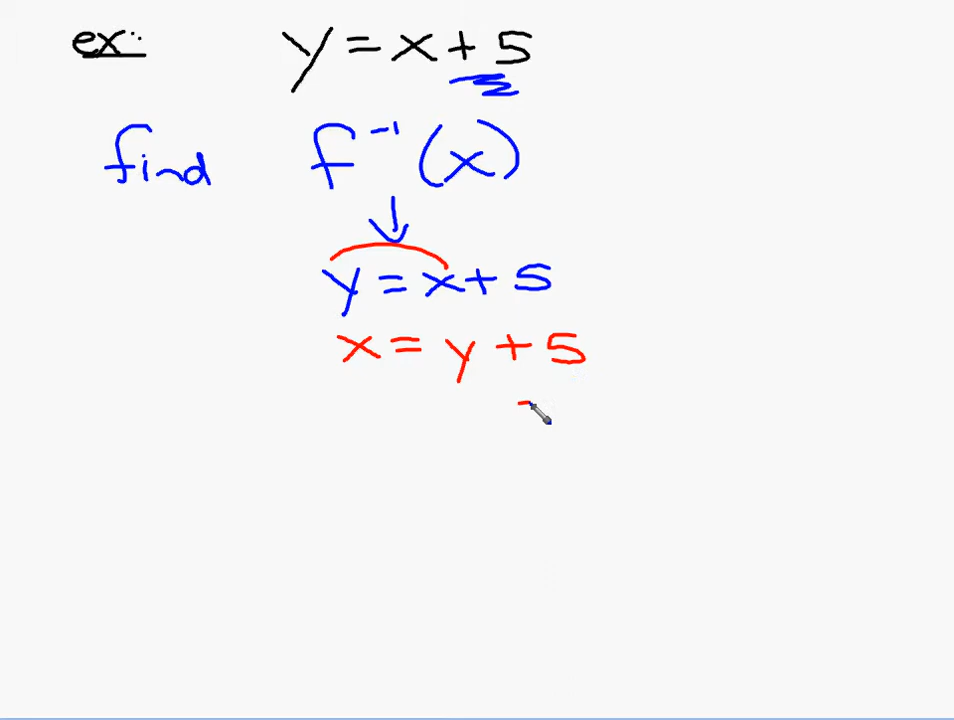 ex: y = x + 5
find f⁻¹(x)
y = x + 5
x = y + 5
-